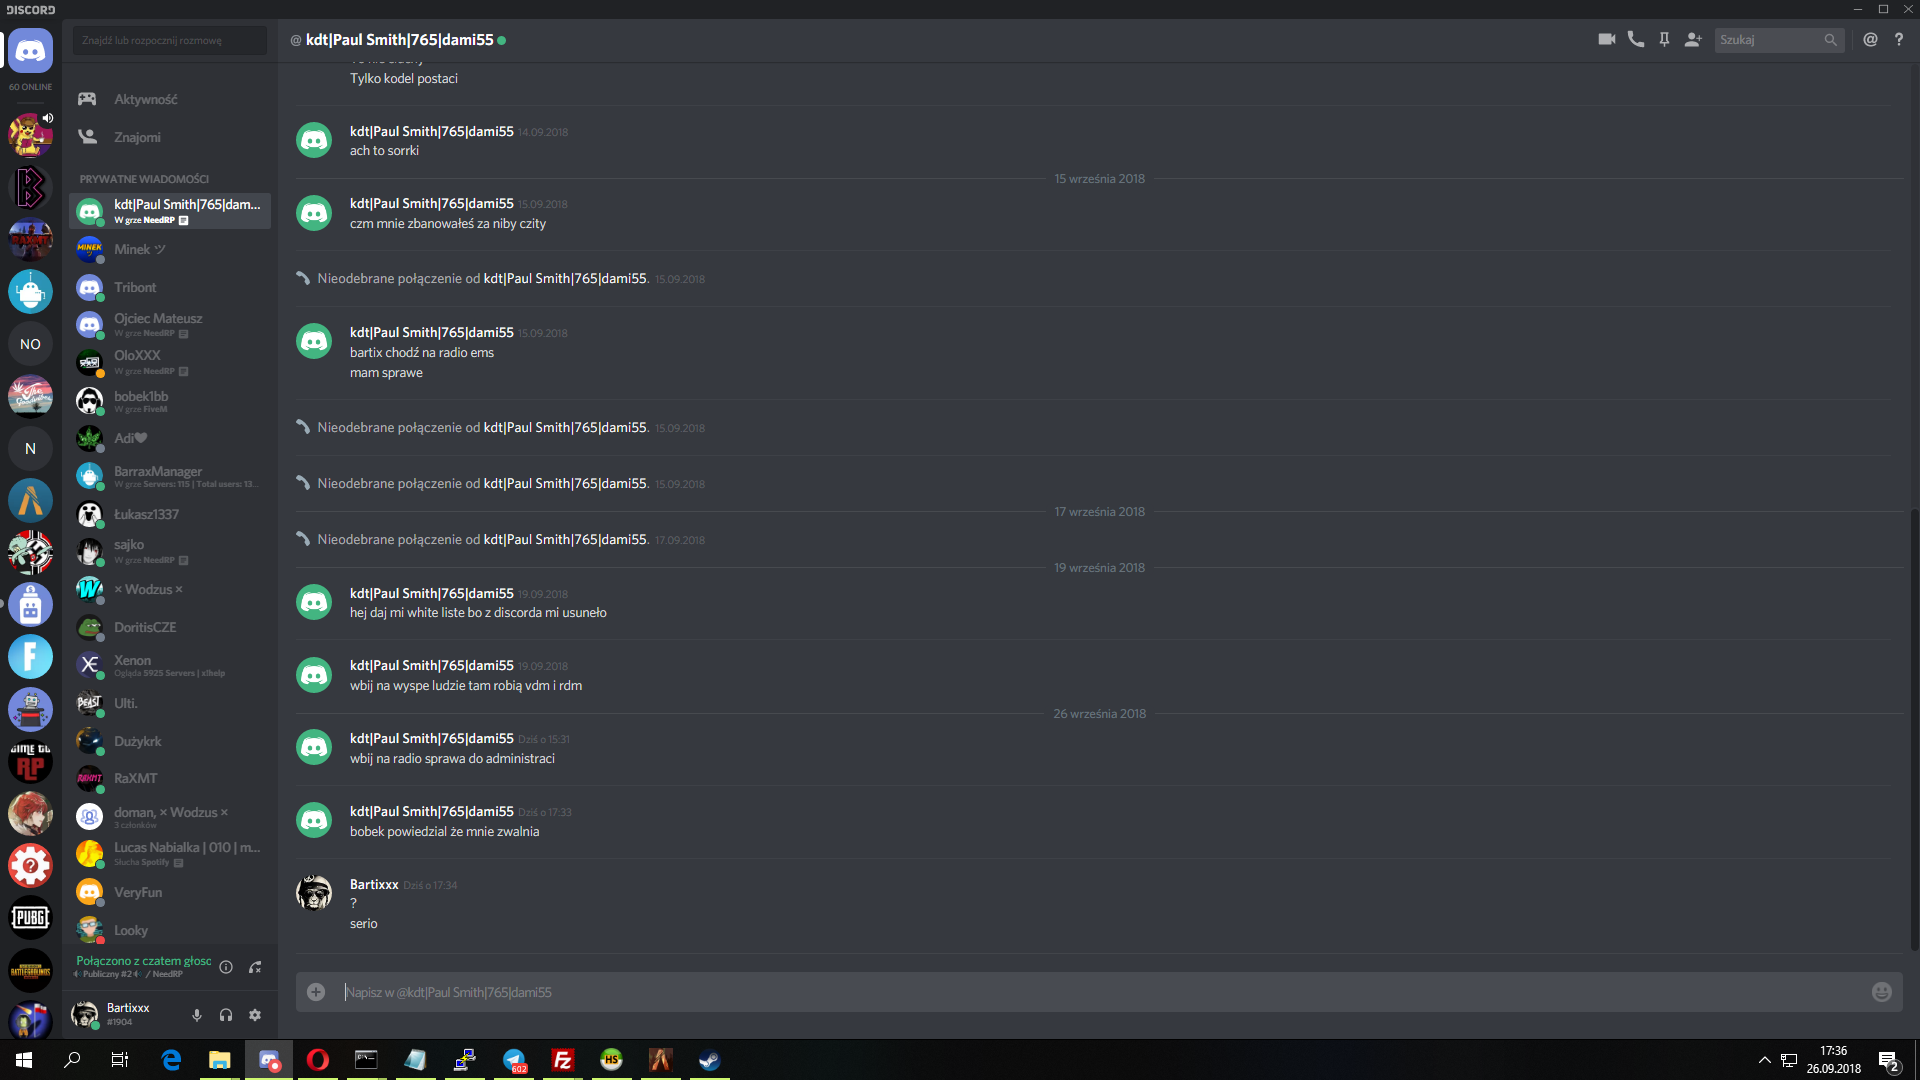 DISCORD
Znajdź lub rozpocznij rozmowę
@ kdt|Paul Smith|765|dami55
Szukaj
60 ONLINE
Aktywność
Znajomi
PRYWATNE WIADOMOŚCI
kdt|Paul Smith|765|dam...
W grze NeedRP
Minek ツ
Tribont
Ojciec Mateusz
W grze NeedRP
OloXXX
W grze NeedRP
bobek1bb
W grze FiveM
Adi🖤
BarraxManager
W grze Servers: 115 | Total users: 13...
Łukasz1337
sajko
W grze NeedRP
× Wodzus ×
DoritisCZE
Xenon
Ogląda 5925 Servers | x!help
Ulti.
Dużykrk
RaXMT
doman, × Wodzus ×
3 członków
Lucas Nabialka | 010 | m...
Słucha Spotify
VeryFun
Looky
Połączono z czatem głosc
Publiczny #2 / NeedRP
Bartixxx
#1904
NO
N
MINEK
BEAST
RAXMT
TIME TO
RP
PUBG
BATTLEGROUNDS
Tylko kodel postaci
kdt|Paul Smith|765|dami55 14.09.2018
ach to sorrki
15 września 2018
kdt|Paul Smith|765|dami55 15.09.2018
czm mnie zbanowałeś za niby czity
Nieodebrane połączenie od kdt|Paul Smith|765|dami55. 15.09.2018
kdt|Paul Smith|765|dami55 15.09.2018
bartix chodź na radio ems
mam sprawe
Nieodebrane połączenie od kdt|Paul Smith|765|dami55. 15.09.2018
Nieodebrane połączenie od kdt|Paul Smith|765|dami55. 15.09.2018
17 września 2018
Nieodebrane połączenie od kdt|Paul Smith|765|dami55. 17.09.2018
19 września 2018
kdt|Paul Smith|765|dami55 19.09.2018
hej daj mi white liste bo z discorda mi usuneło
kdt|Paul Smith|765|dami55 19.09.2018
wbij na wyspe ludzie tam robią vdm i rdm
26 września 2018
kdt|Paul Smith|765|dami55 Dziś o 15:31
wbij na radio sprawa do administraci
kdt|Paul Smith|765|dami55 Dziś o 17:33
bobek powiedzial że mnie zwalnia
Bartixxx Dziś o 17:34
?
serio
Napisz w @kdt|Paul Smith|765|dami55
602
HS
17:36
26.09.2018
2